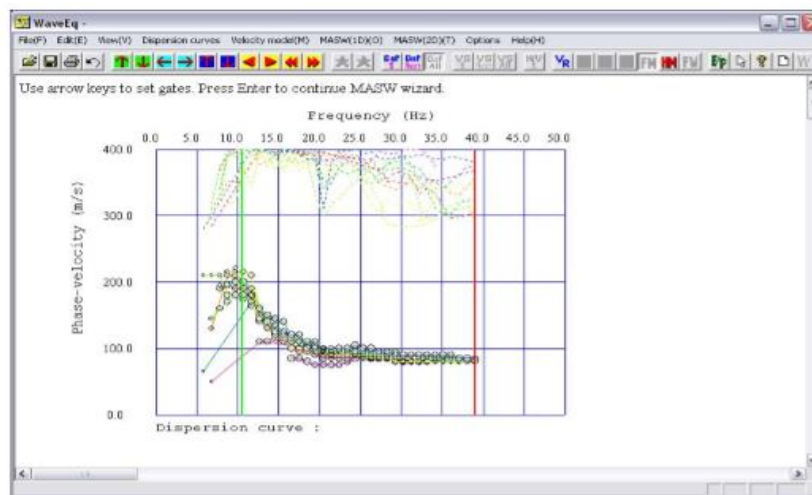 WaveEq -
File(F) Edit(E) View(V) Dispersion curves Velocity model(M) MASW(1D)(O) MASW(2D)(T) Options Help(H)
Use arrow keys to set gates. Press Enter to continue MASW wizard.
Frequency (Hz)
0.0 5.0 10.0 15.0 20.0 25.0 30.0 35.0 40.0 45.0 50.0
400.0
300.0
200.0
100.0
0.0
Phase-velocity (m/s)
Dispersion curve :